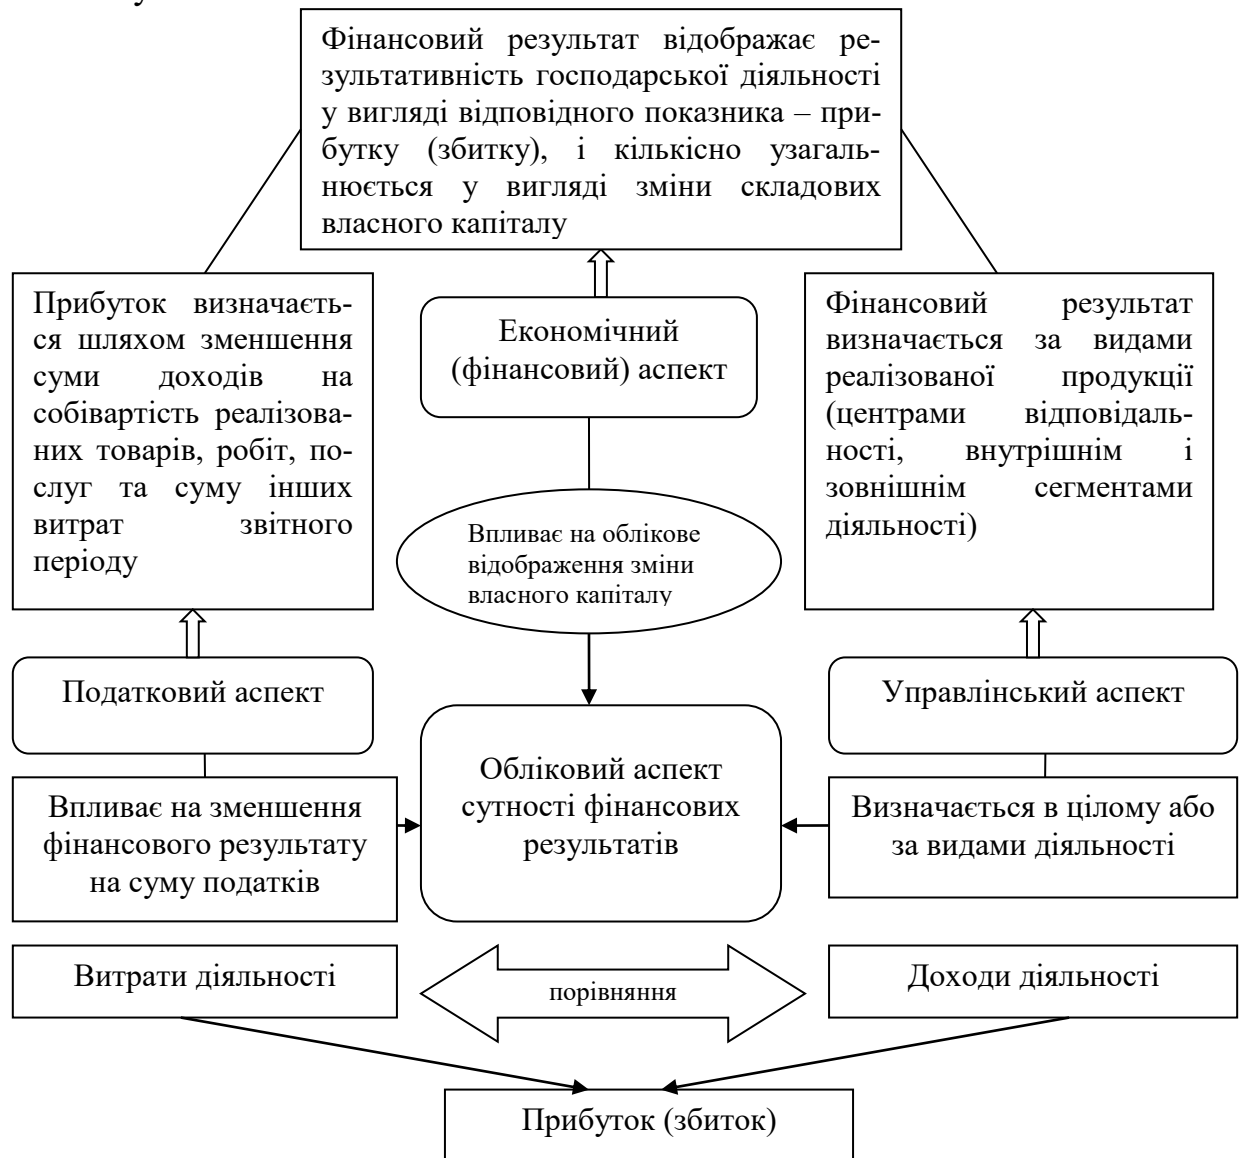 Фінансовий результат відображає ре-
зультативність господарської діяльності
у вигляді відповідного показника – при-
бутку (збитку), і кількісно узагаль-
нюється у вигляді зміни складових
власного капіталу
Прибуток визначаєть-
ся шляхом зменшення
суми доходів на
собівартість реалізова-
них товарів, робіт, по-
слуг та суму інших
витрат звітного
періоду
Економічний
(фінансовий) аспект
Фінансовий результат
визначається за видами
реалізованої продукції
(центрами відповідаль-
ності, внутрішнім і
зовнішнім сегментами
діяльності)
Впливає на облікове
відображення зміни
власного капіталу
Податковий аспект
Управлінський аспект
Обліковий аспект
сутності фінансових
результатів
Впливає на зменшення
фінансового результату
на суму податків
Визначається в цілому або
за видами діяльності
Витрати діяльності
порівняння
Доходи діяльності
Прибуток (збиток)